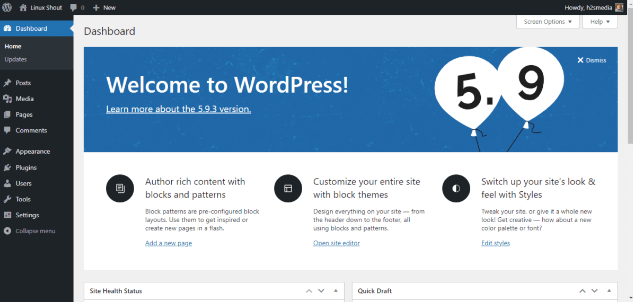 Linux Shout 0 + New Howdy, h2smedia
Dashboard
Home
Updates
Posts
Media
Pages
Comments
Appearance
Plugins
Users
Tools
Settings
Collapse menu
Screen Options ▼ Help ▼
Dashboard
Welcome to WordPress!
Learn more about the 5.9.3 version.
Dismiss
5.9
Author rich content with
blocks and patterns
Block patterns are pre-configured block
layouts. Use them to get inspired or
create new pages in a flash.
Add a new page
Customize your entire site
with block themes
Design everything on your site — from
the header down to the footer, all
using blocks and patterns.
Open site editor
Switch up your site's look &
feel with Styles
Tweak your site, or give it a whole new
look! Get creative — how about a new
color palette or font?
Edit styles
Site Health Status
Quick Draft